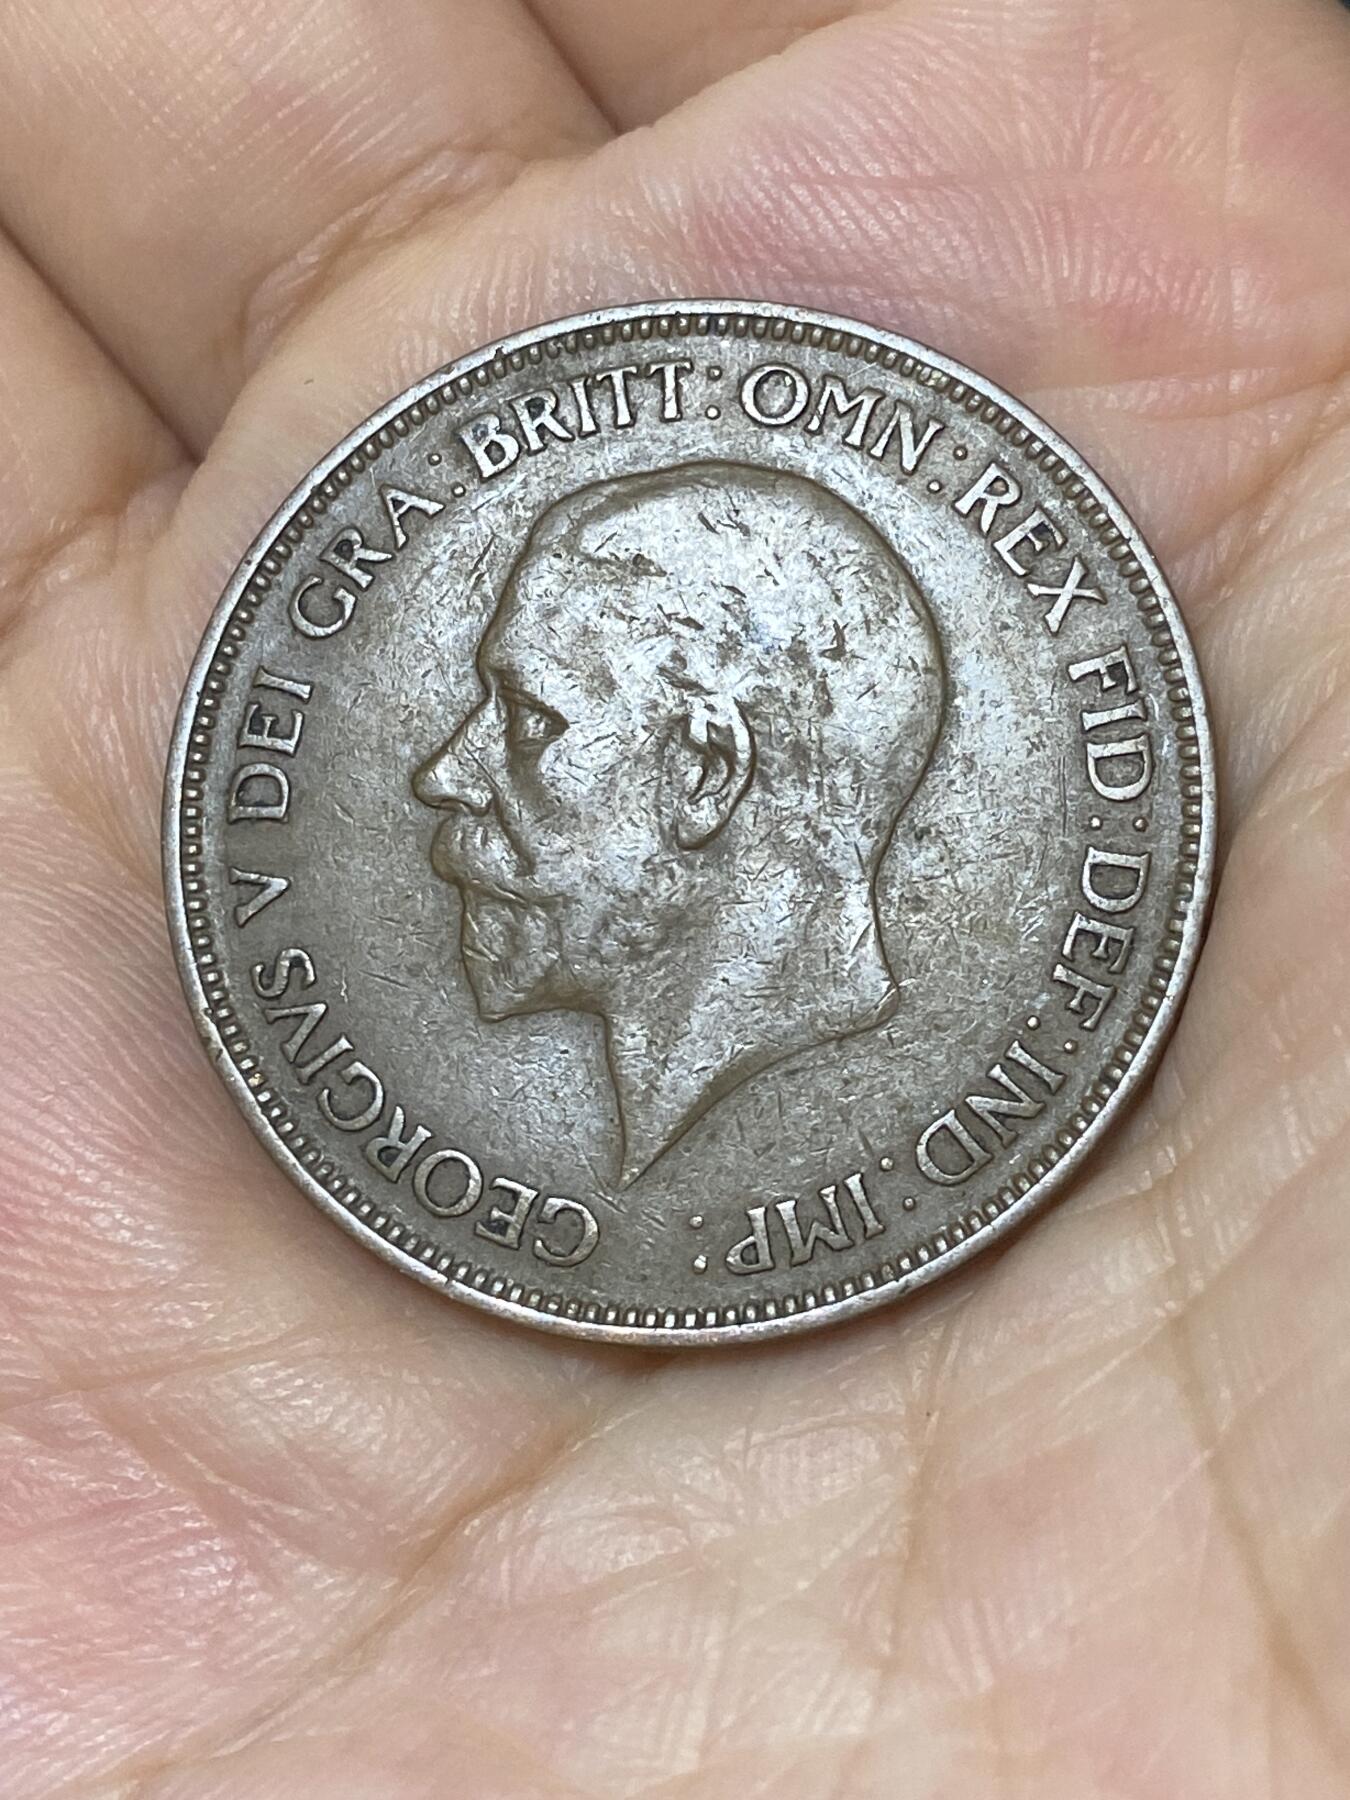 GEORGIVS V DEI GRA: BRITT: OMN: REX FID: DEF: IND: IMP: